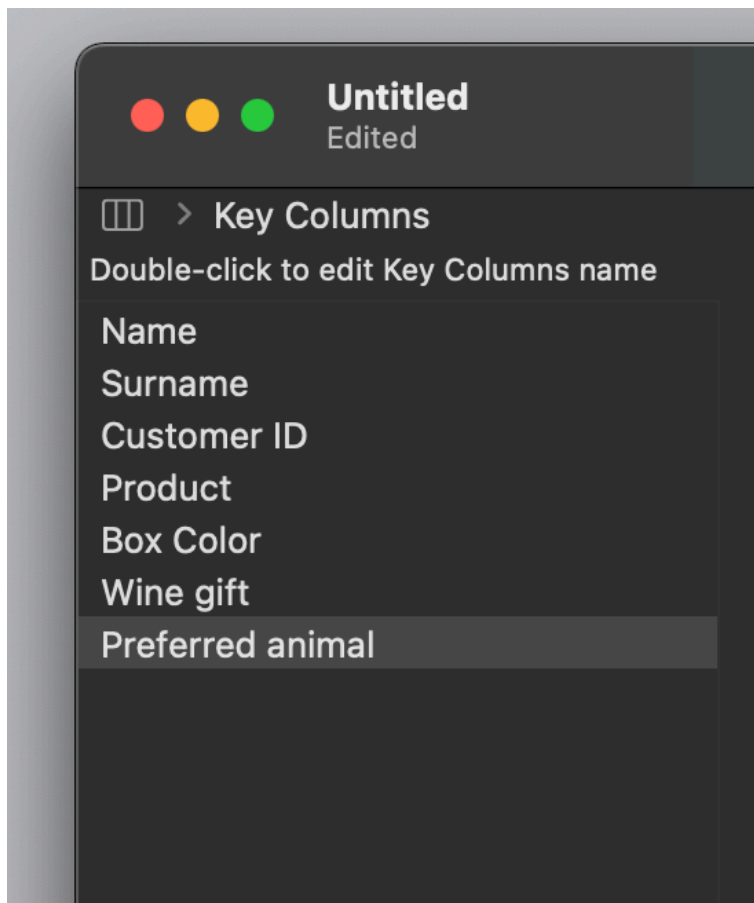 Untitled
Edited
Key Columns
Double-click to edit Key Columns name
Name
Surname
Customer ID
Product
Box Color
Wine gift
Preferred animal